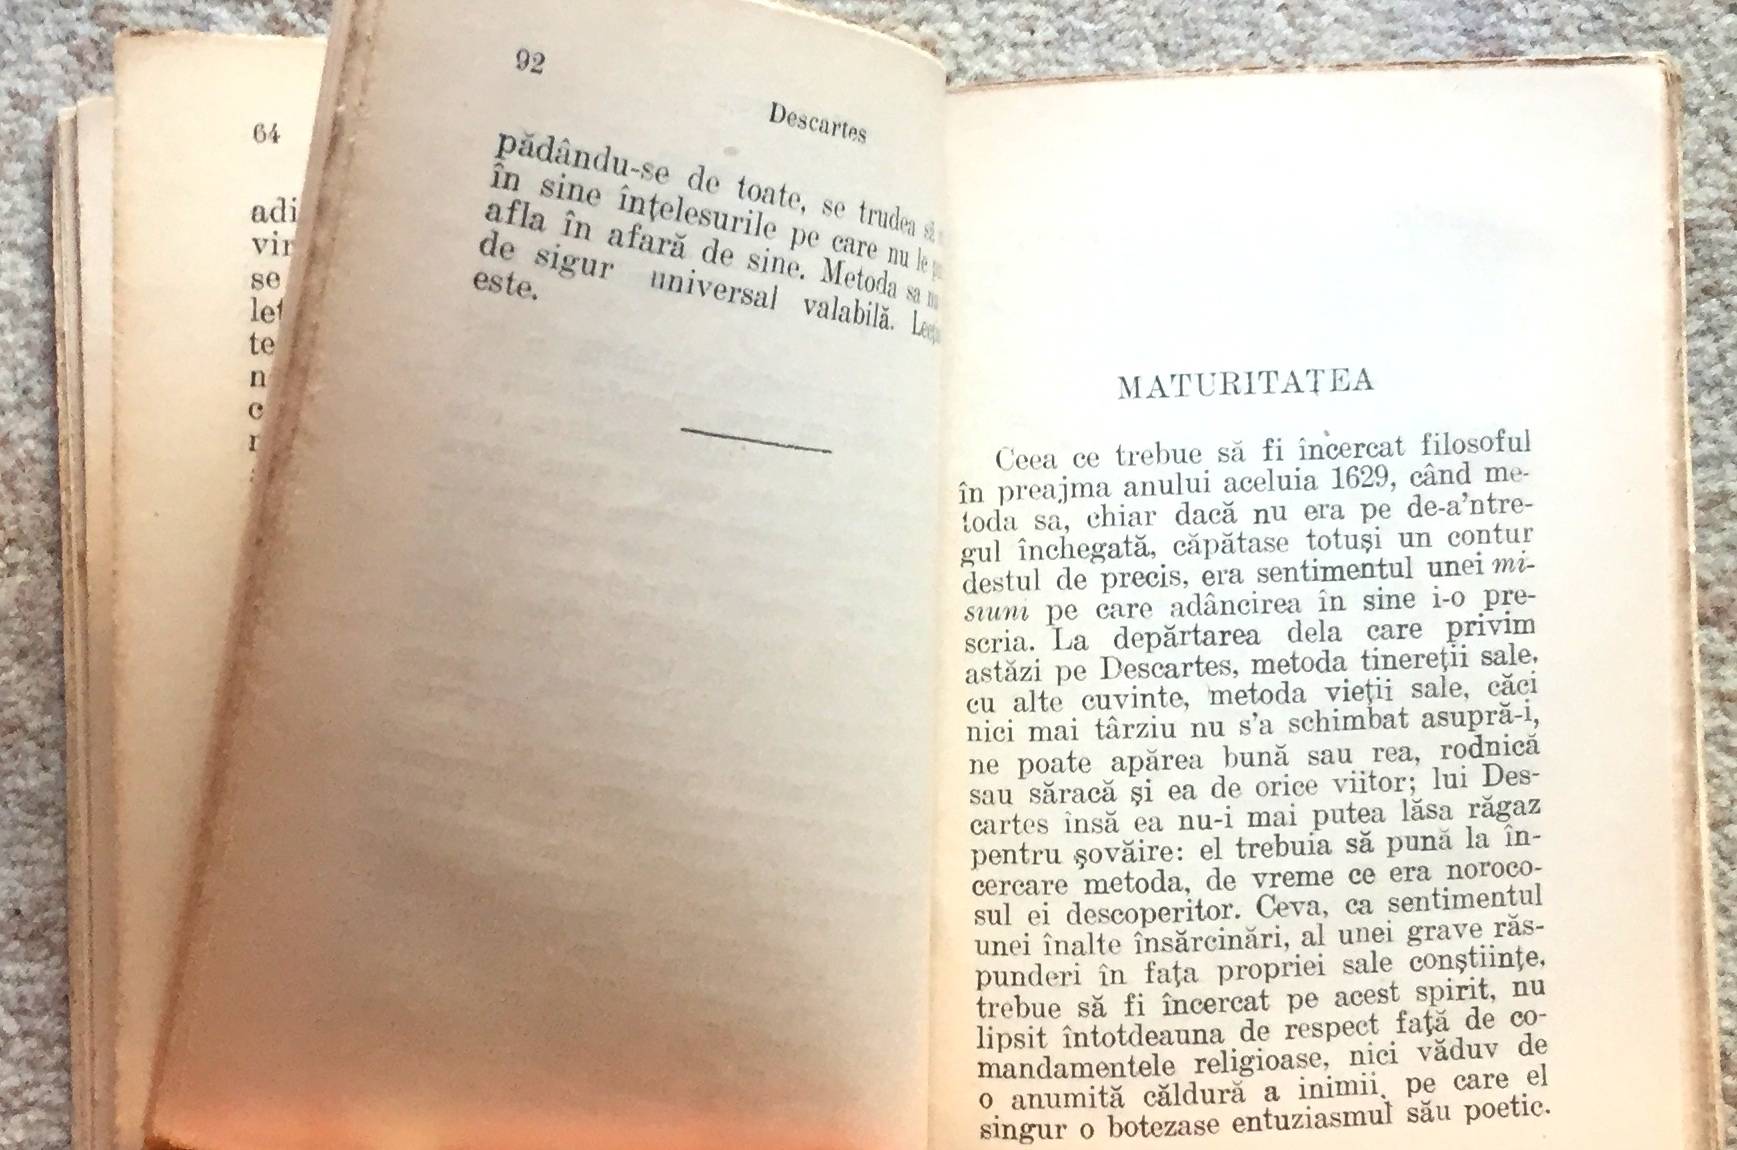 64
adi
vir
se
let
te
n
c
92
Descartes
pădându-se de toate, se trudea să
în sine înțelesurile pe care nu le
afla în afară de sine. Metoda sa nu
de sigur universal valabilă.
este.
MATURITATEA
Ceea ce trebue să fi încercat filosoful
în preajma anului aceluia 1629, când me-
toda sa, chiar dacă nu era pe de-a’ntre-
gul închegată, căpătase totuși un contur
destul de precis, era sentimentul unei mi-
siuni pe care adâncirea în sine i-o pre-
scria. La depărtarea dela care privim
astăzi pe Descartes, metoda tinereții sale,
cu alte cuvinte, metoda vieții sale, căci
nici mai târziu nu s’a schimbat asupră-i,
ne poate apărea bună sau rea, rodnică
sau săracă și ea de orice viitor; lui Des-
cartes însă ea nu-i mai putea lăsa răgaz
pentru șovăire: el trebuia să pună la în-
cercare metoda, de vreme ce era noroco-
sul ei descoperitor. Ceva, ca sentimentul
unei înalte însărcinări, al unei grave răs-
punderi în fața propriei sale conștiințe,
trebue să fi încercat pe acest spirit, nu
lipsit întotdeauna de respect față de co-
mandamentele religioase, nici văduv de
o anumită căldură a inimii, pe care el
singur o botezase entuziasmul său poetic.